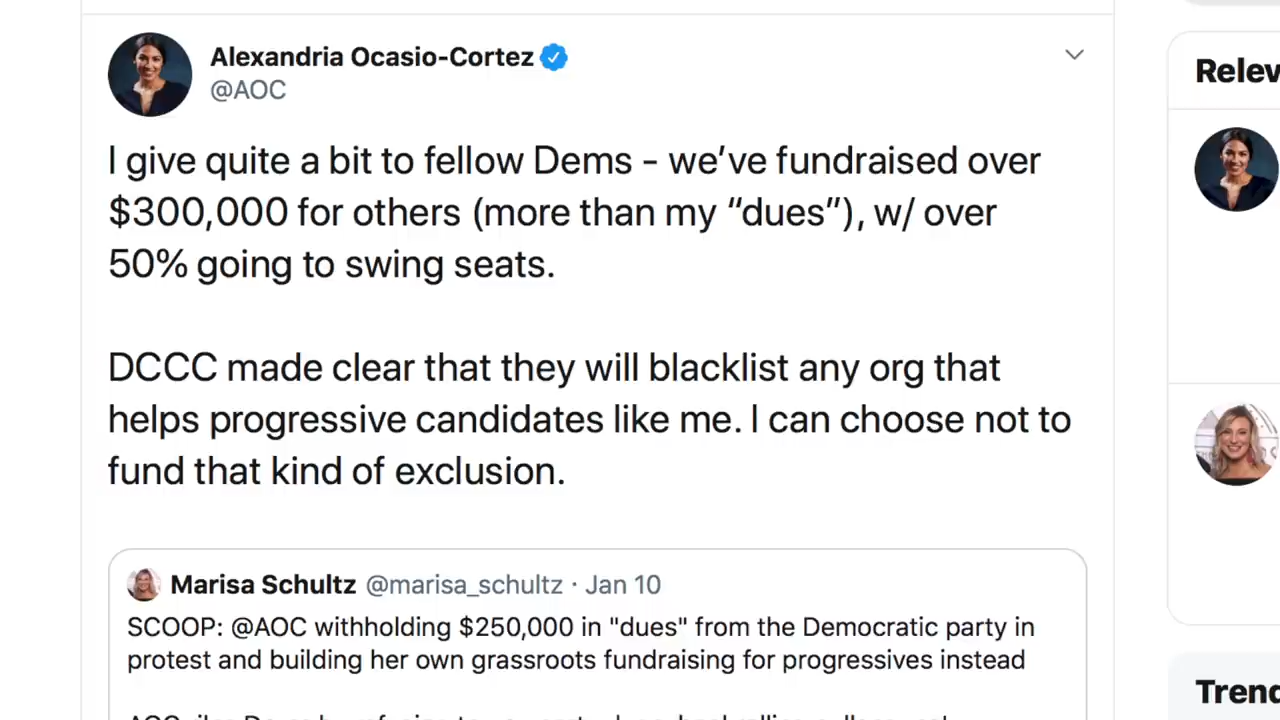 Alexandria Ocasio-Cortez
@AOC
I give quite a bit to fellow Dems - we’ve fundraised over
$300,000 for others (more than my “dues”), w/ over
50% going to swing seats.
DCCC made clear that they will blacklist any org that
helps progressive candidates like me. I can choose not to
fund that kind of exclusion.
Marisa Schultz @marisa_schultz · Jan 10
SCOOP: @AOC withholding $250,000 in "dues" from the Democratic party in
protest and building her own grassroots fundraising for progressives instead
Relev
Trend